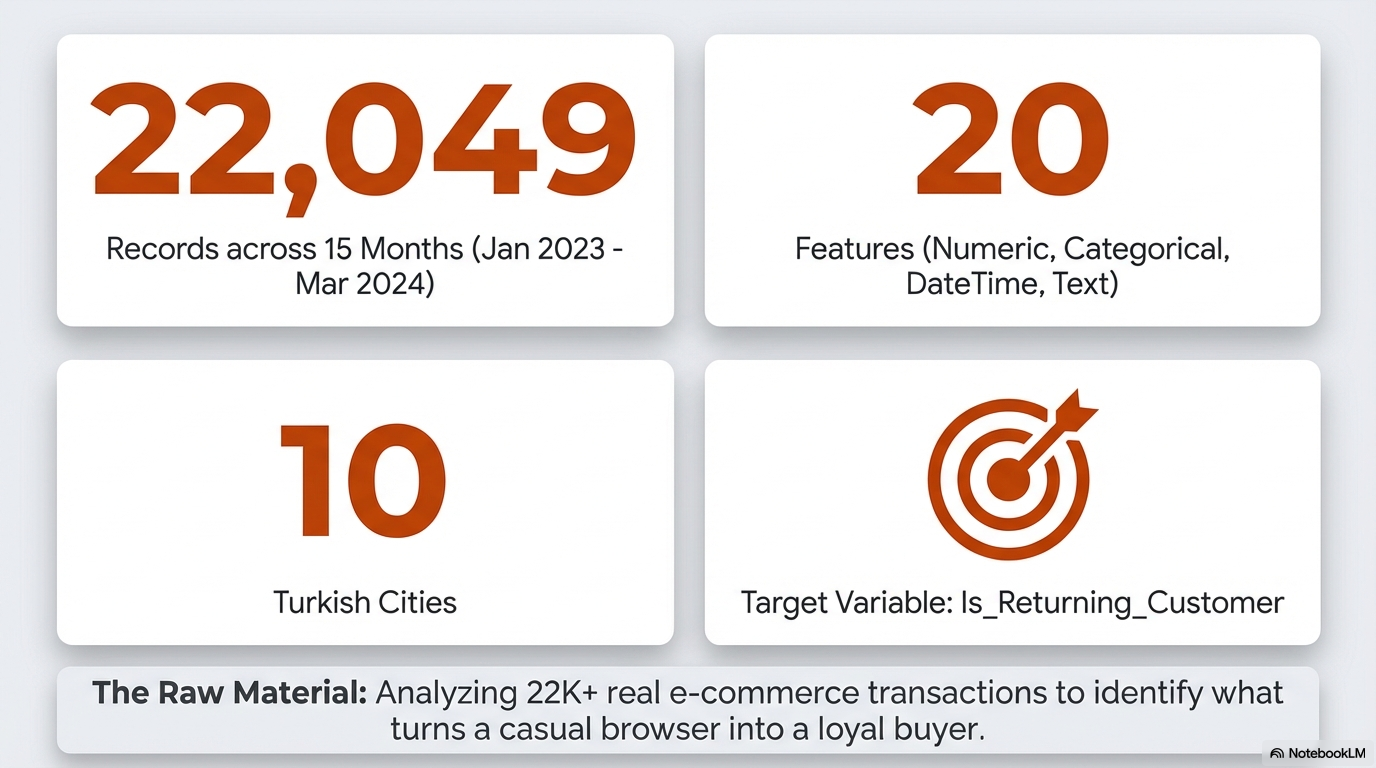 22,049
Records across 15 Months (Jan 2023 -
Mar 2024)
20
Features (Numeric, Categorical,
DateTime, Text)
10
Turkish Cities
Target Variable: Is_Returning_Customer
The Raw Material: Analyzing 22K+ real e-commerce transactions to identify what
turns a casual browser into a loyal buyer.
NotebookLM